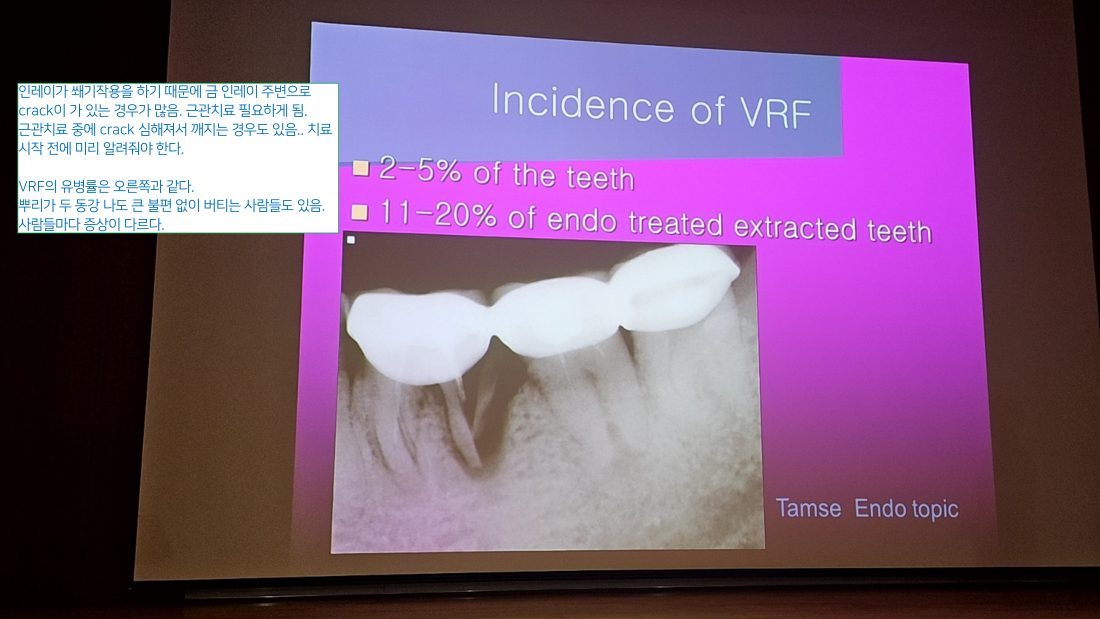 인레이가 쐐기작용을 하기 때문에 금 인레이 주변으로
crack이 가 있는 경우가 많음. 근관치료 필요하게 됨.
근관치료 중에 crack 심해져서 깨지는 경우도 있음.. 치료
시작 전에 미리 알려줘야 한다.
VRF의 유병률은 오른쪽과 같다.
뿌리가 두 동강 나도 큰 불편 없이 버티는 사람들도 있음.
사람들마다 증상이 다르다.
Incidence of VRF
2-5% of the teeth
11-20% of endo treated extracted teeth
Tamse Endo topic